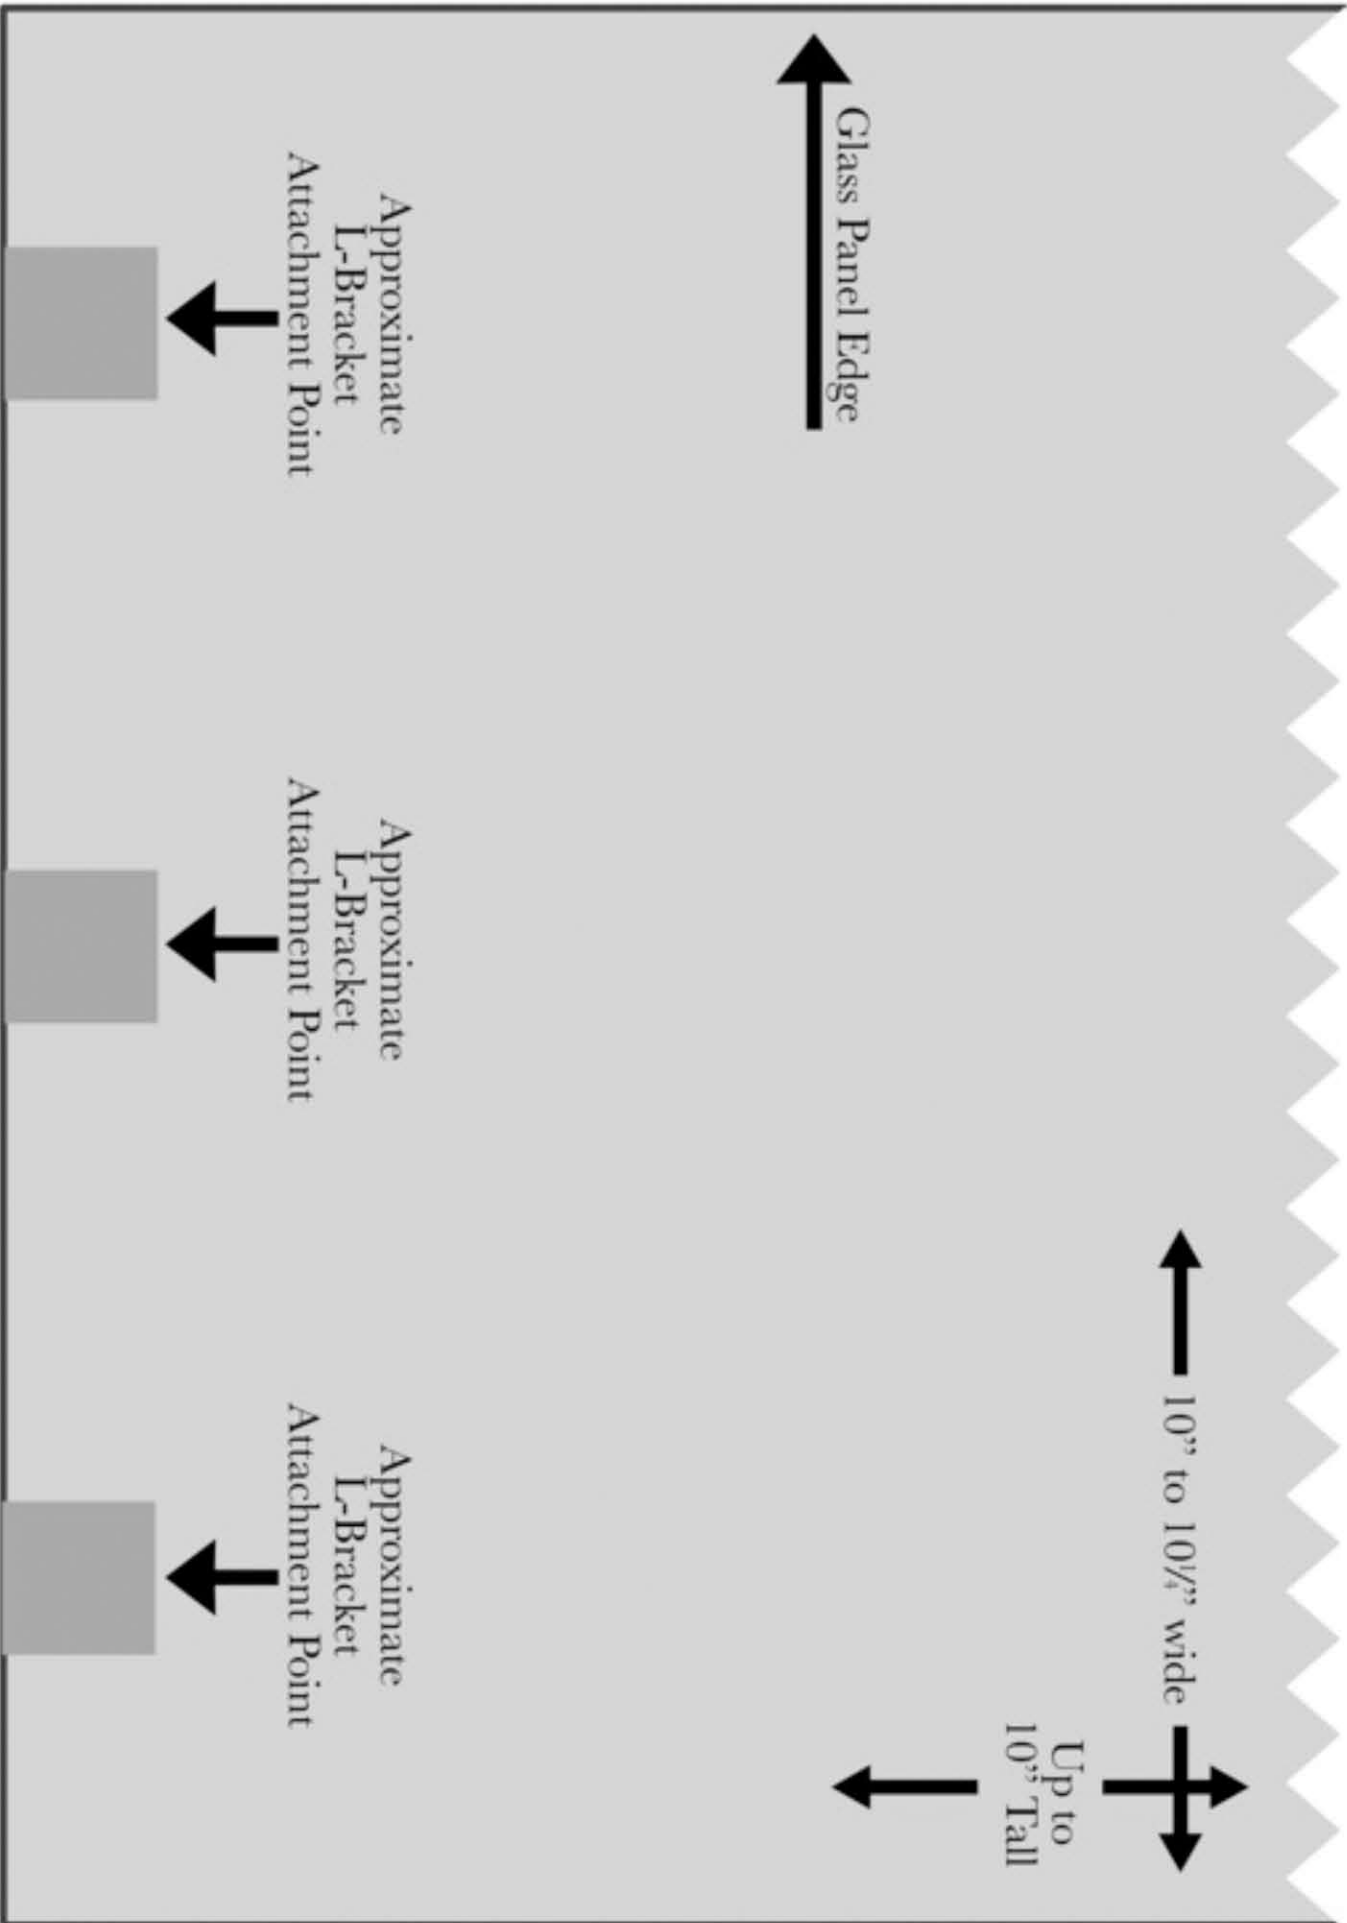 10” to 10¼” wide
Up to
10” Tall
Glass Panel Edge
Approximate
L-Bracket
Attachment Point
Approximate
L-Bracket
Attachment Point
Approximate
L-Bracket
Attachment Point